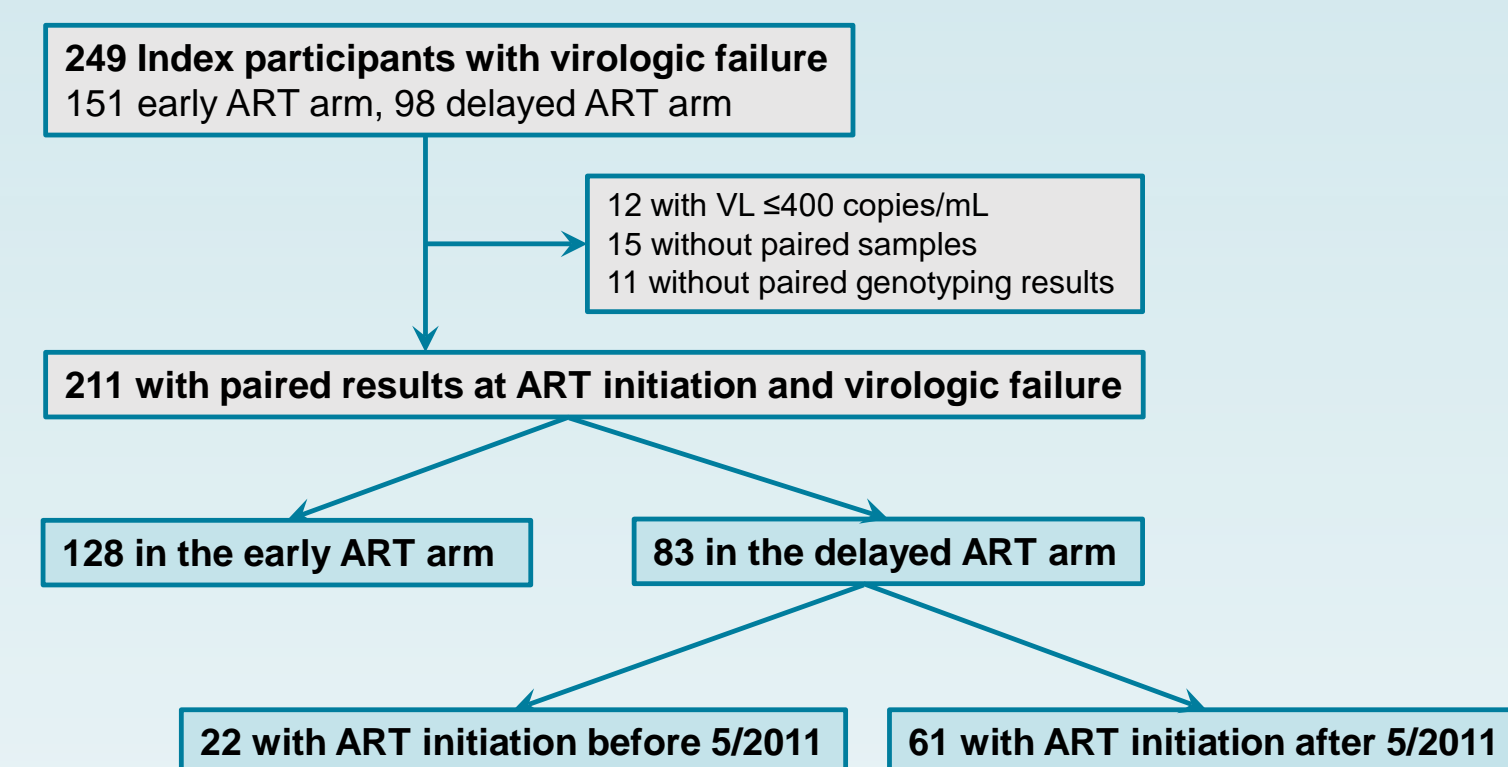 249 Index participants with virologic failure
151 early ART arm, 98 delayed ART arm
12 with VL ≤400 copies/mL
15 without paired samples
11 without paired genotyping results
211 with paired results at ART initiation and virologic failure
128 in the early ART arm
83 in the delayed ART arm
22 with ART initiation before 5/2011
61 with ART initiation after 5/2011